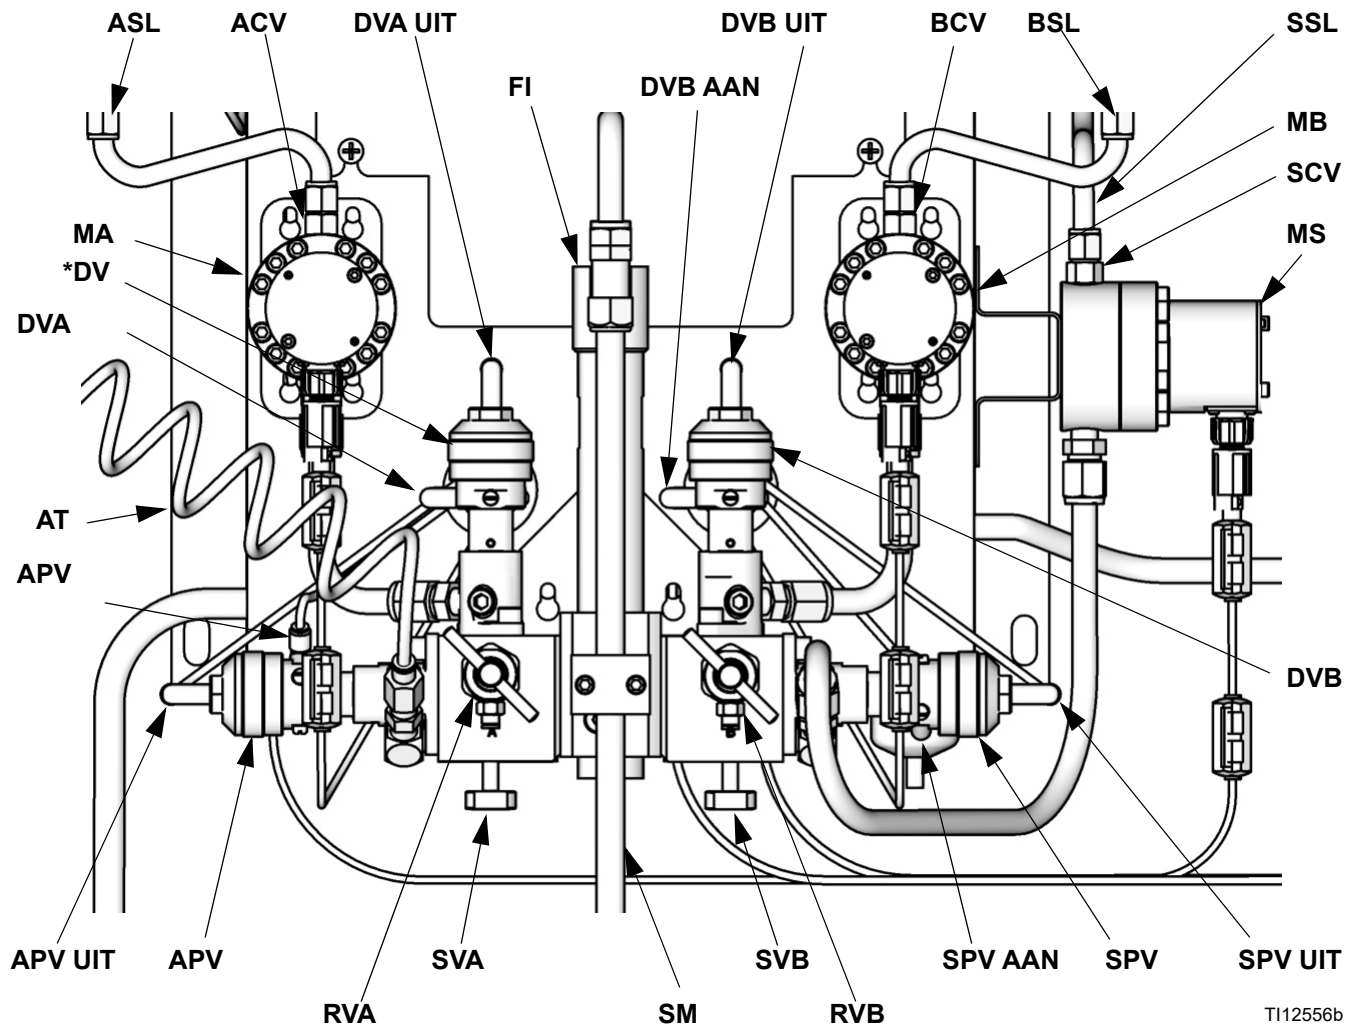 ASL
ACV
DVA UIT
DVB UIT
BCV
BSL
SSL
FI
DVB AAN
MB
SCV
MA
MS
*DV
DVA
AT
APV
DVB
A
B
APV UIT
APV
SVA
SVB
SPV AAN
SPV
SPV UIT
RVA
SM
RVB
TI12556b